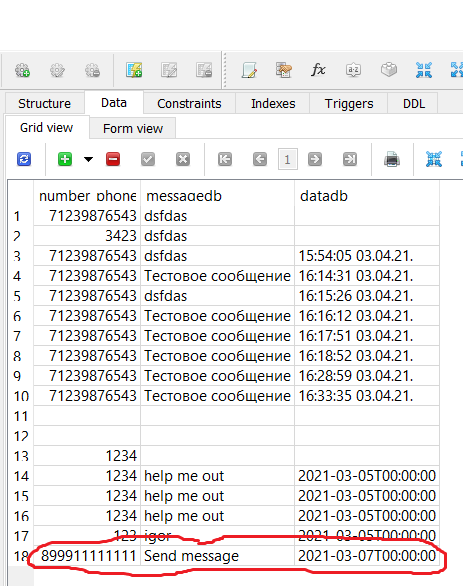 Structure Data Constraints Indexes Triggers DDL
Grid view Form view
1
number_phone messagedb datadb
1 71239876543 dsfdas
2 3423 dsfdas
3 71239876543 dsfdas 15:54:05 03.04.21.
4 71239876543 Тестовое сообщение 16:14:31 03.04.21.
5 71239876543 dsfdas 16:15:26 03.04.21.
6 71239876543 Тестовое сообщение 16:16:12 03.04.21.
7 71239876543 Тестовое сообщение 16:17:51 03.04.21.
8 71239876543 Тестовое сообщение 16:18:52 03.04.21.
9 71239876543 Тестовое сообщение 16:28:59 03.04.21.
10 71239876543 Тестовое сообщение 16:33:35 03.04.21.
11
12
13 1234
14 1234 help me out 2021-03-05T00:00:00
15 1234 help me out 2021-03-05T00:00:00
16 1234 help me out 2021-03-05T00:00:00
17 123 igor 2021-03-05T00:00:00
18 899911111111 Send message 2021-03-07T00:00:00